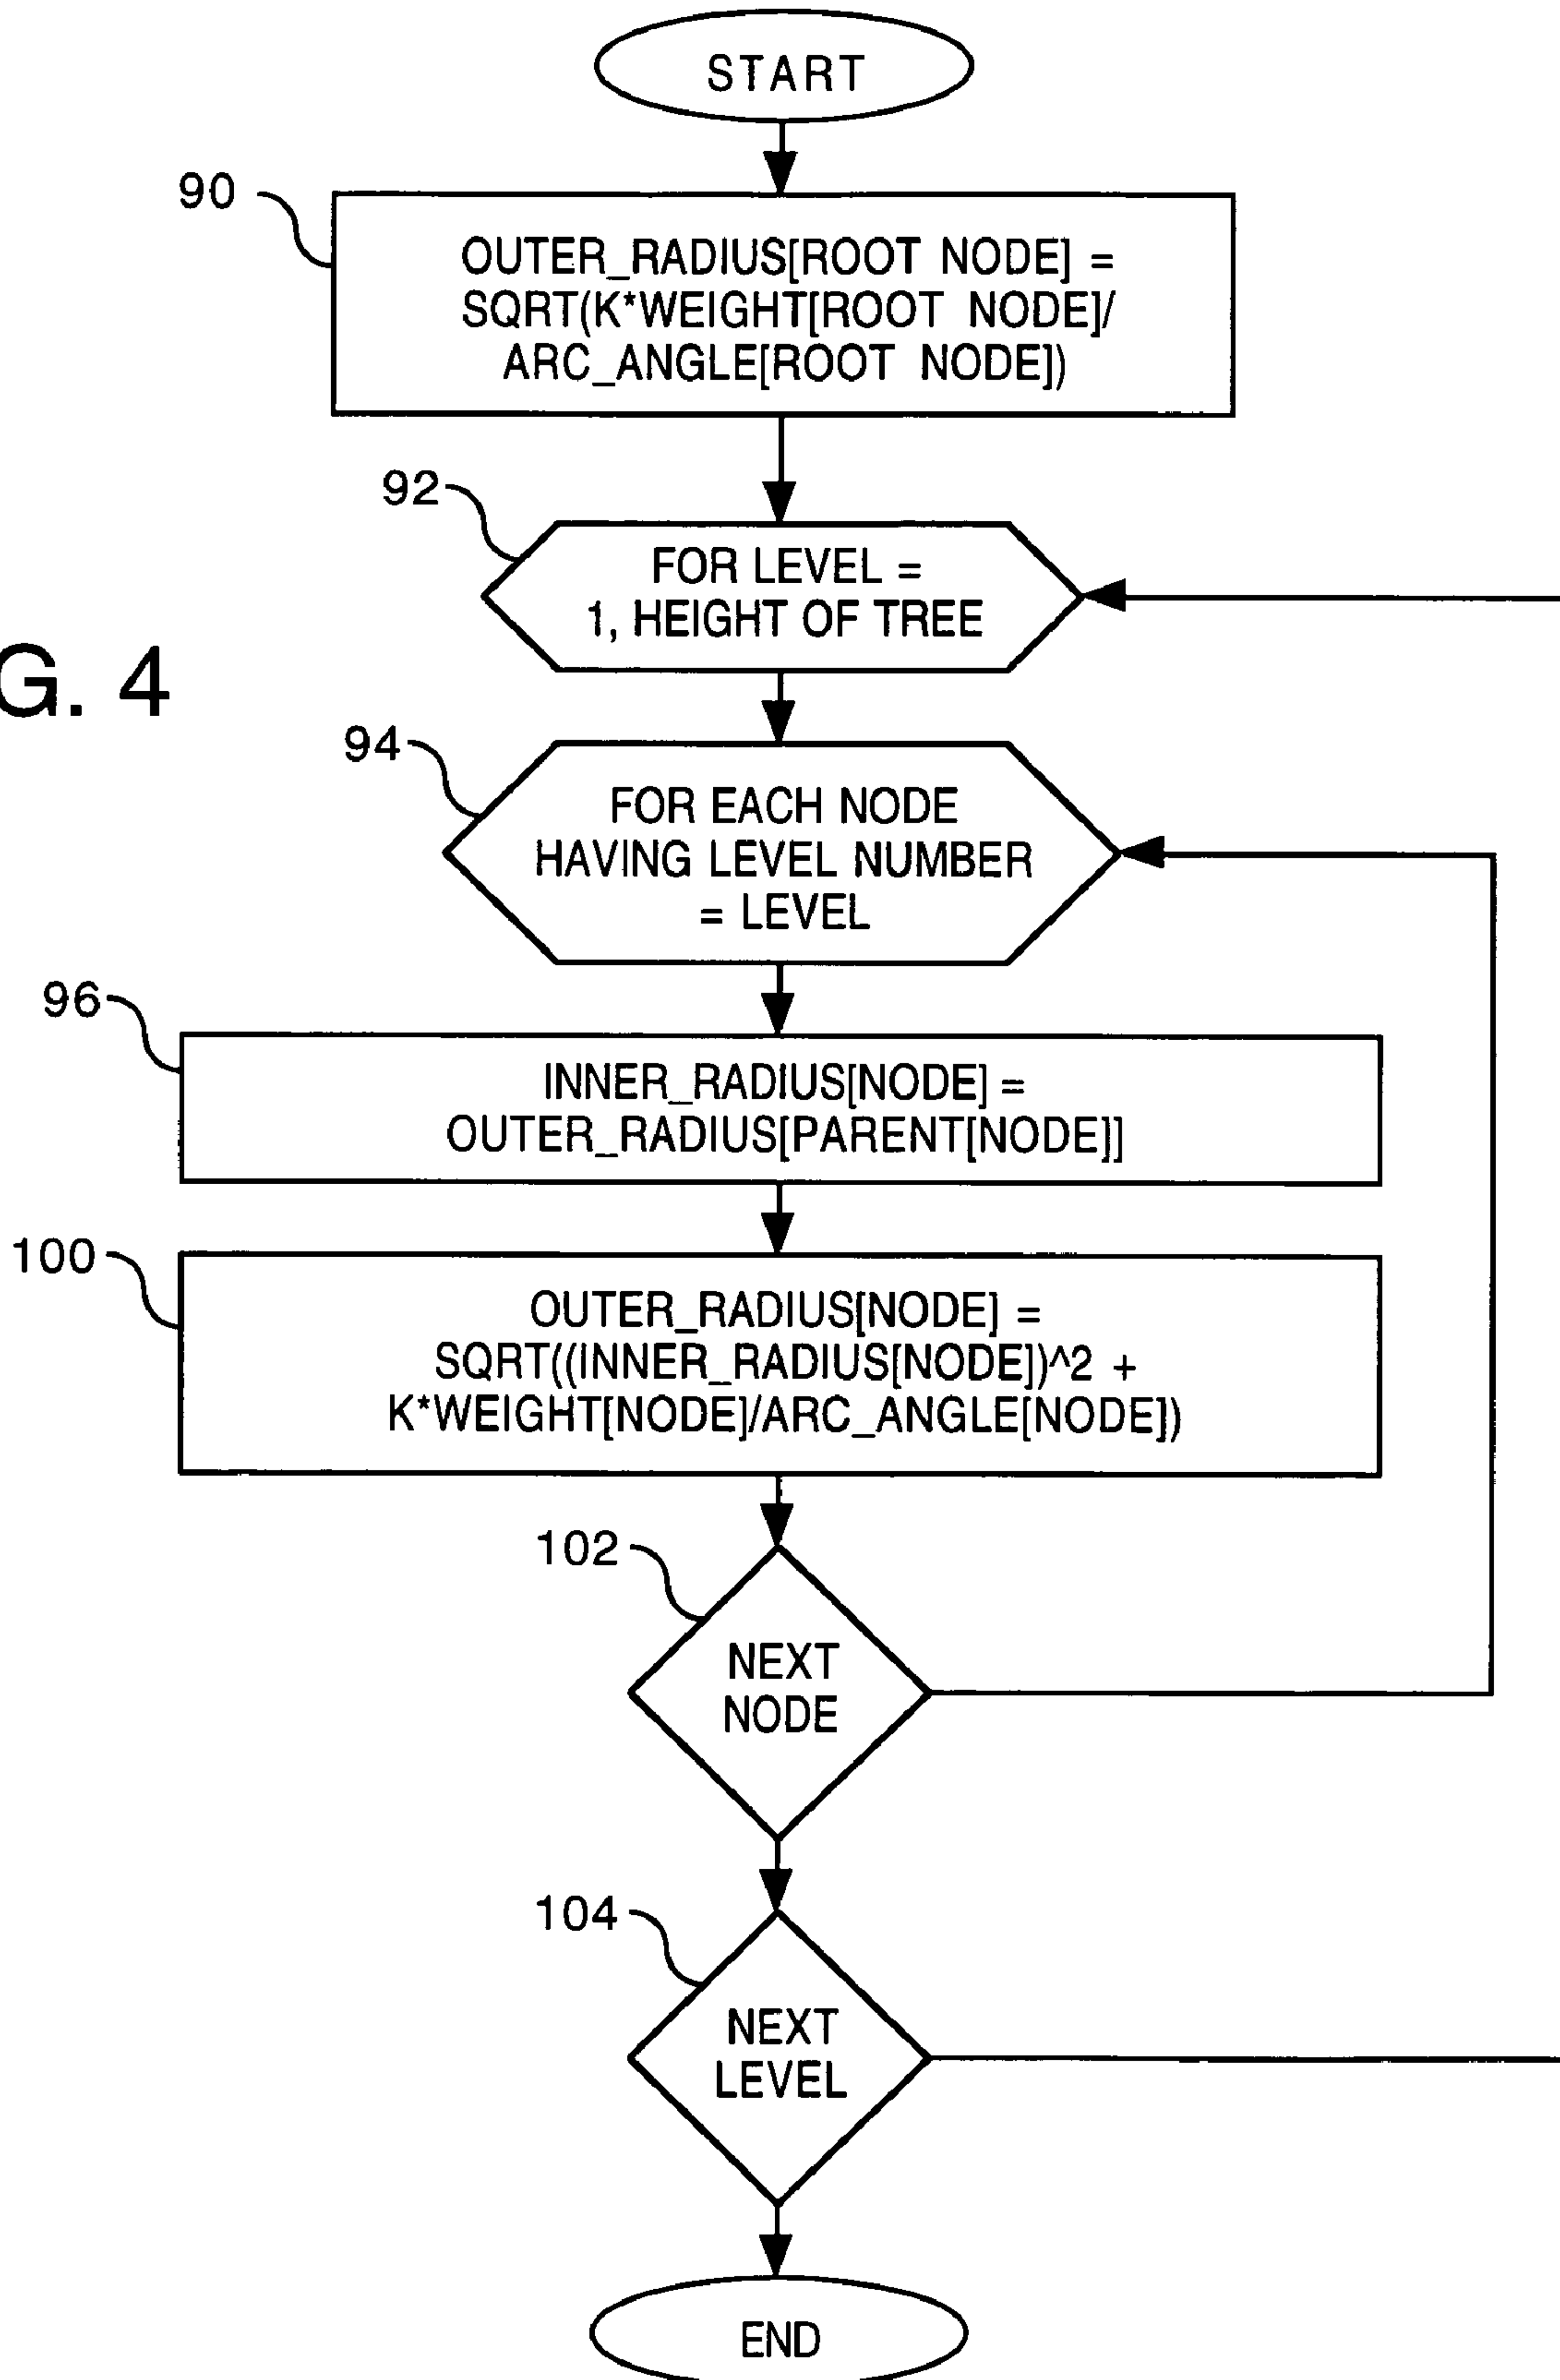 START
90
OUTER_RADIUS[ROOT NODE] =
SQRT(K*WEIGHT[ROOT NODE]/
ARC_ANGLE[ROOT NODE])
92
FOR LEVEL =
1, HEIGHT OF TREE
G. 4
94
FOR EACH NODE
HAVING LEVEL NUMBER
= LEVEL
96
INNER_RADIUS[NODE] =
OUTER_RADIUS[PARENT[NODE]]
100
OUTER_RADIUS[NODE] =
SQRT((INNER_RADIUS[NODE])^2 +
K*WEIGHT[NODE]/ARC_ANGLE[NODE])
102
NEXT
NODE
104
NEXT
LEVEL
END